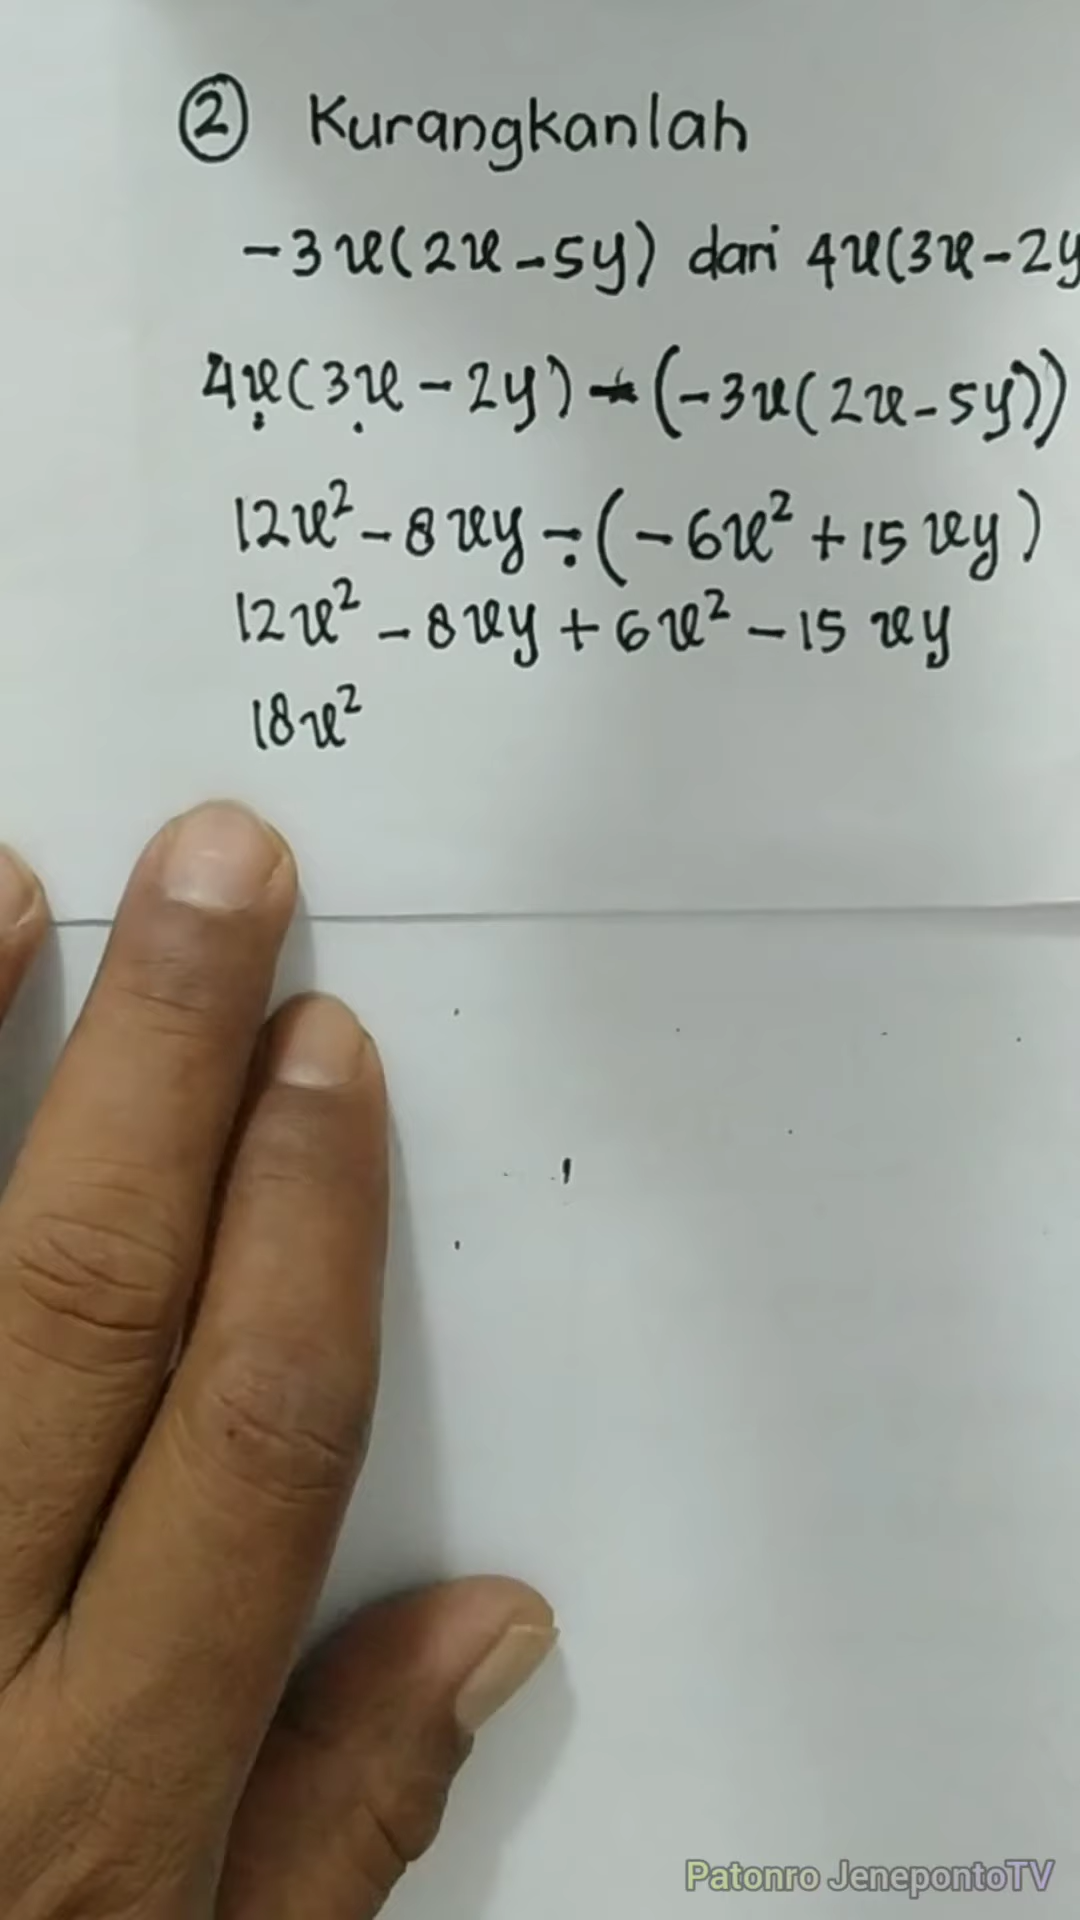 ② Kurangkanlah
-3x(2x-5y) dari 4x(3x-2y
4x(3x-2y)-(-3x(2x-5y))
12x²-8xy-(-6x²+15xy)
12x²-8xy+6x²-15xy
18x²
Patonro JenepontoTV